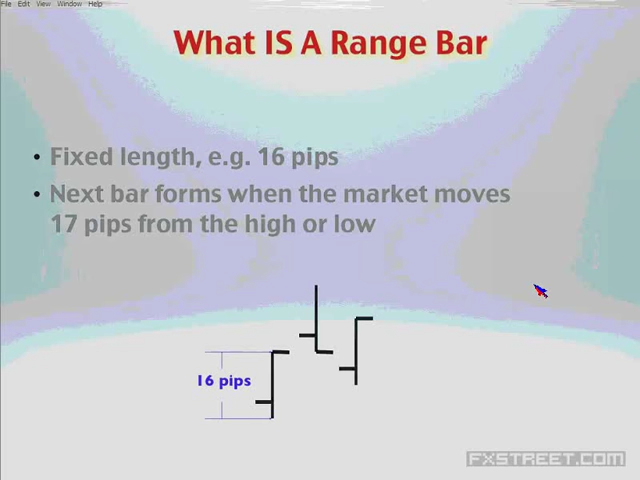 File Edit View Window Help
What IS A Range Bar
• Fixed length, e.g. 16 pips
• Next bar forms when the market moves
17 pips from the high or low
16 pips
FXSTREET.COM